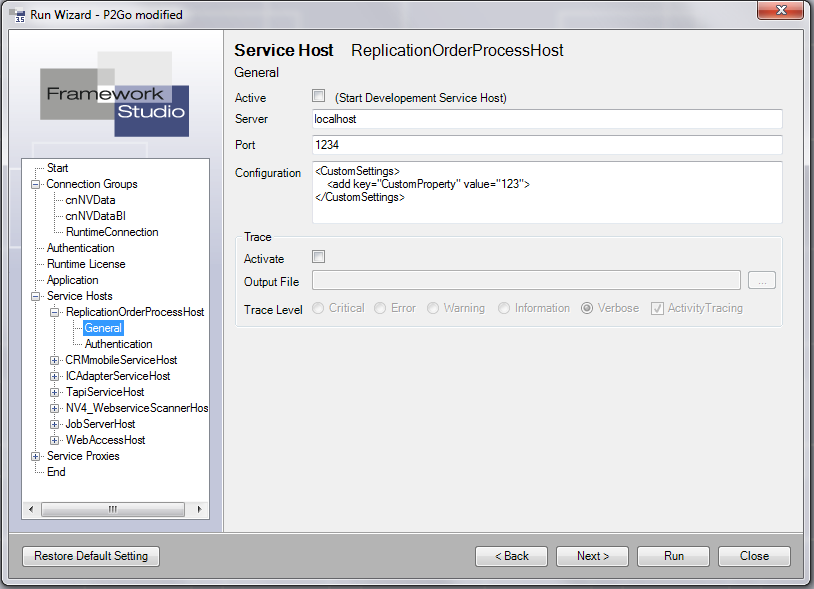 3.5
Run Wizard - P2Go modified
Framework
Studio
Start
Connection Groups
cnNVData
cnNVDataBI
RuntimeConnection
Authentication
Runtime License
Application
Service Hosts
ReplicationOrderProcessHost
General
Authentication
CRMmobileServiceHost
ICAdapterServiceHost
TapiServiceHost
NV4_WebserviceScannerHos
JobServerHost
WebAccessHost
Service Proxies
End
Service Host ReplicationOrderProcessHost
General
Active (Start Developement Service Host)
Server localhost
Port 1234
Configuration <CustomSettings>
<add key="CustomProperty" value="123">
</CustomSettings>
Trace
Activate
Output File ...
Trace Level Critical Error Warning Information Verbose ActivityTracing
Restore Default Setting < Back Next > Run Close